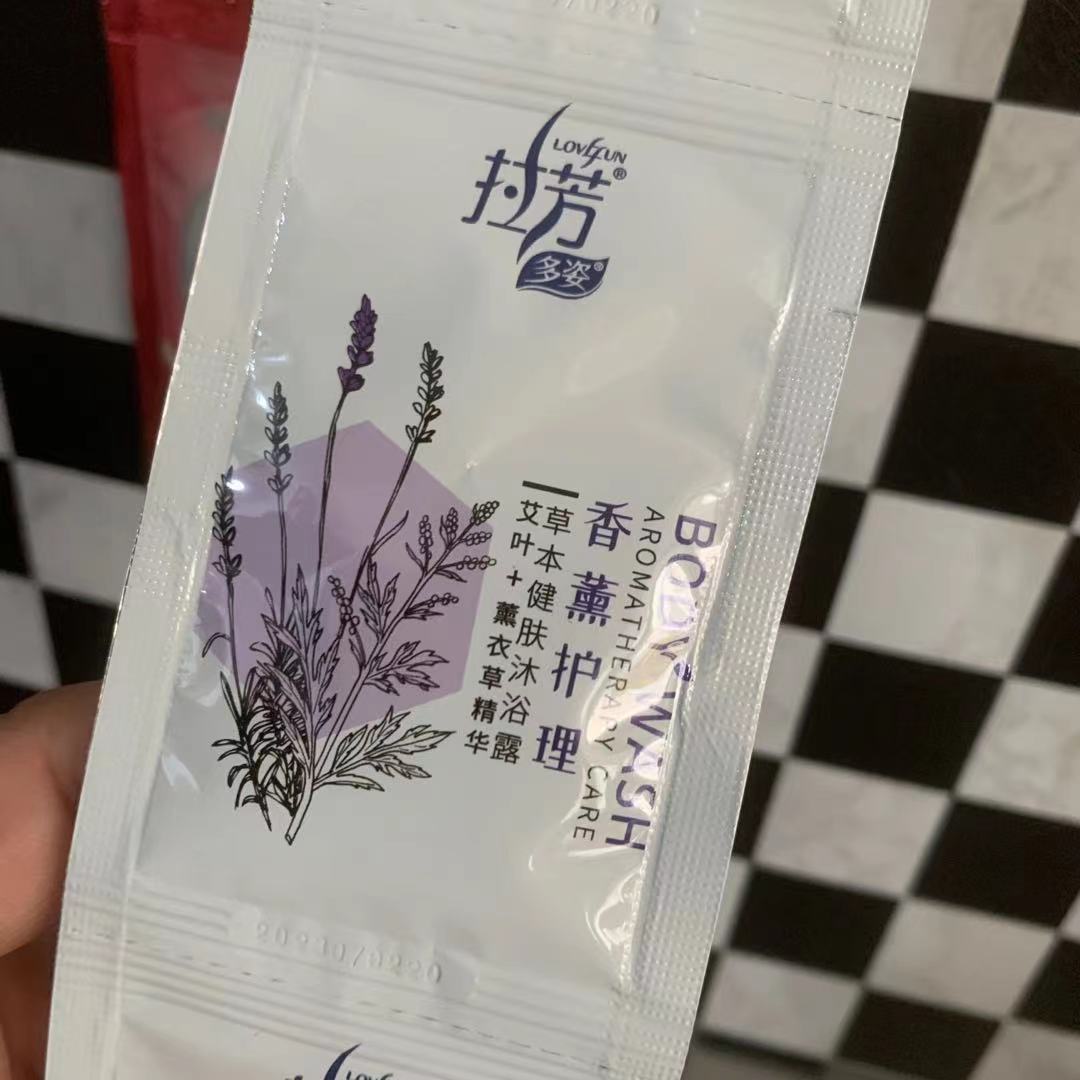 LOVEFUN
拉芳®
多姿®
BODY WASH
AROMATHERAPY CARE
香薰护理
草本健肤沐浴露
艾叶+薰衣草精华